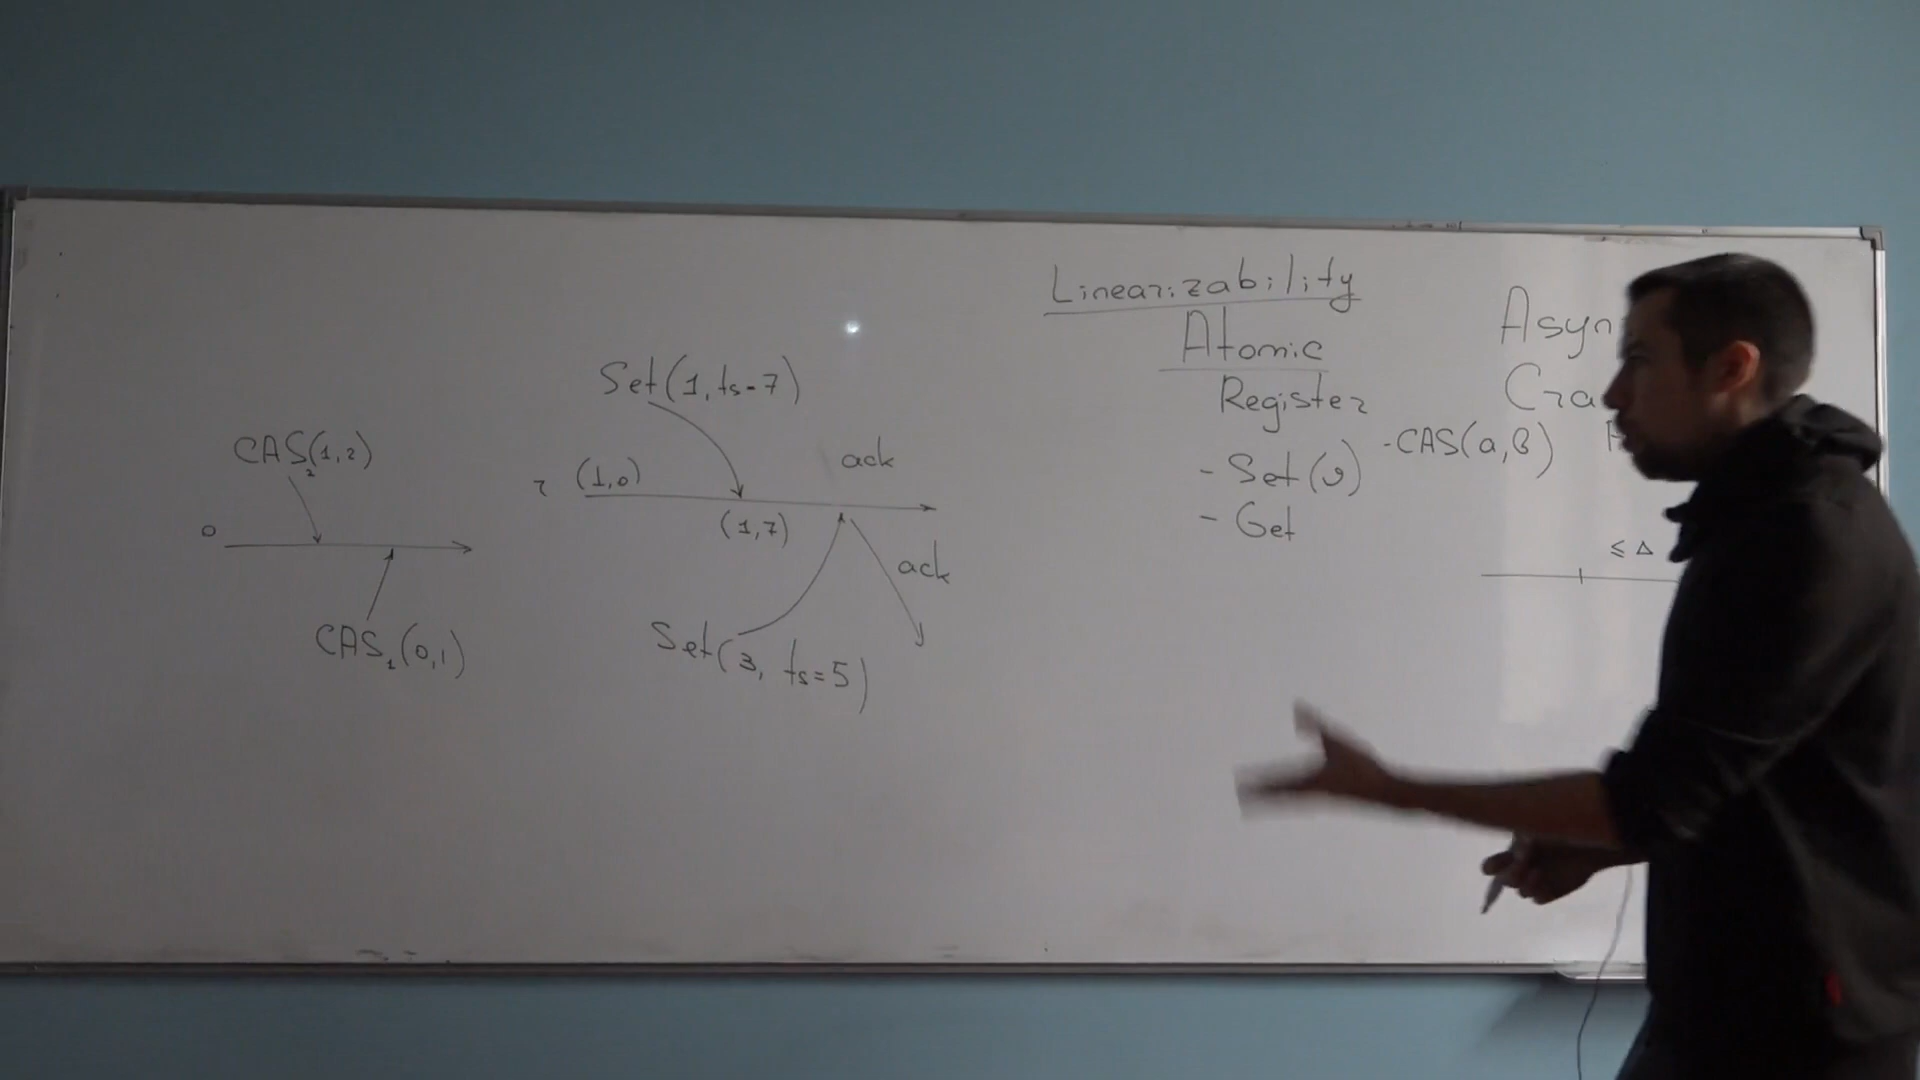 CAS₂(1,2)
0
CAS₁(0,1)
Set(1, ts=7)
(1,0)
ack
(1,7)
ack
Set(3, ts=5)
Linearizability
Atomic
Register
- Set(v)
- Get
- CAS(a,B)
Asyn
Cra
≤ Δ